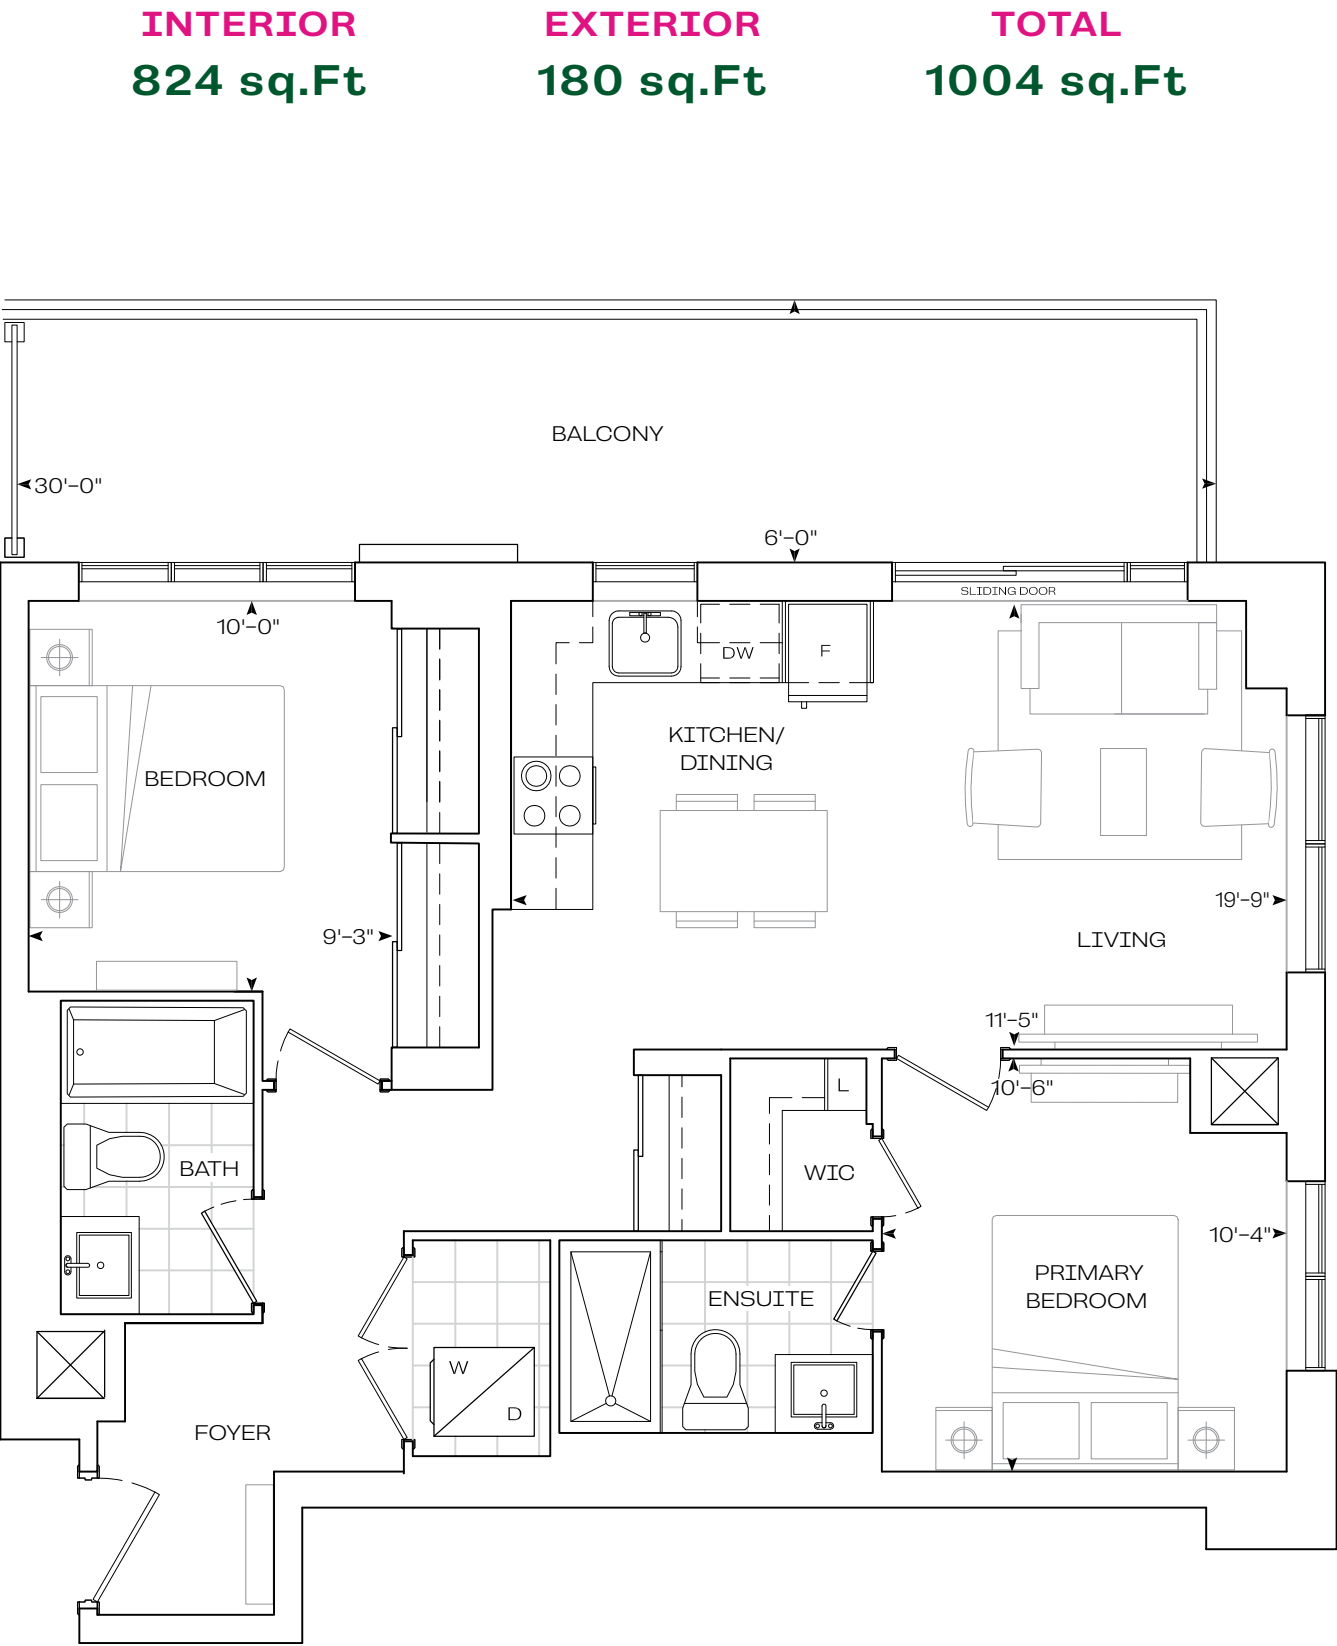 INTERIOR
824 sq.Ft
EXTERIOR
180 sq.Ft
TOTAL
1004 sq.Ft
BALCONY
30'-0"
6'-0"
SLIDING DOOR
10'-0"
DW
F
KITCHEN/
DINING
BEDROOM
19'-9"
9'-3"
LIVING
11'-5"
10'-6"
L
BATH
WIC
10'-4"
PRIMARY
BEDROOM
ENSUITE
W
D
FOYER